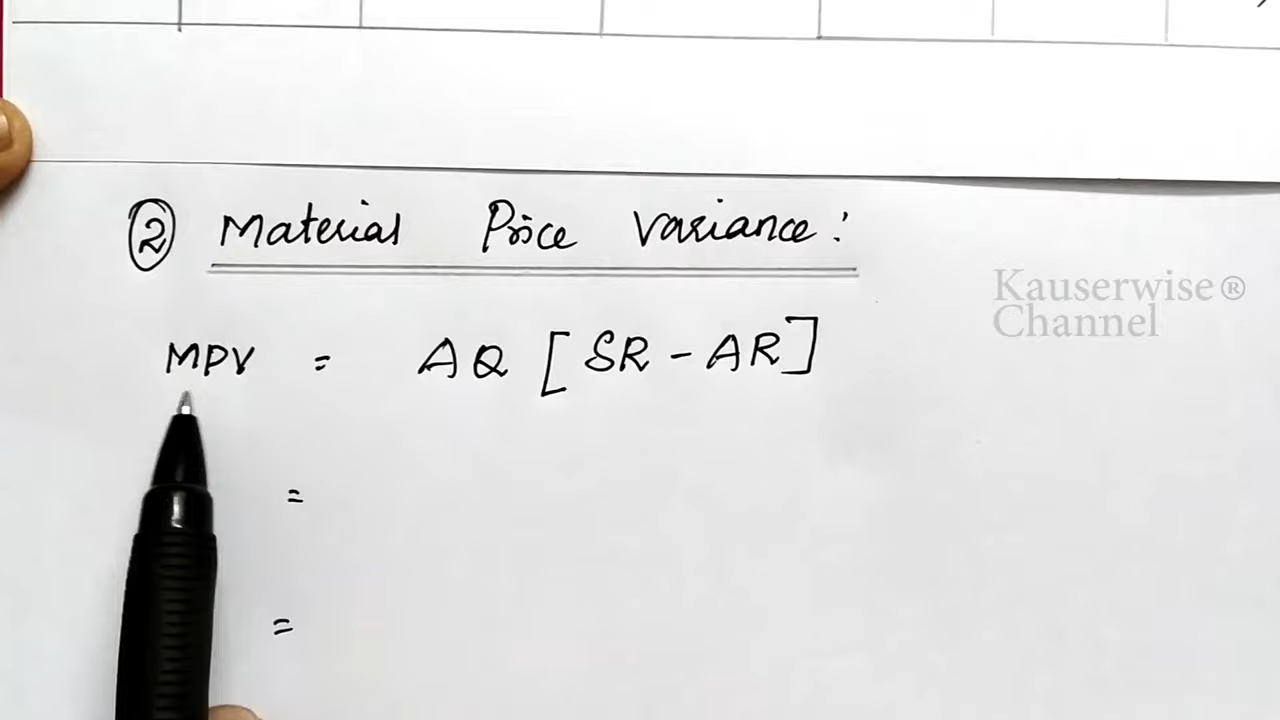 ② Material Price Variance:
Kauserwise®
Channel
MPV = AQ [SR - AR]
=
=